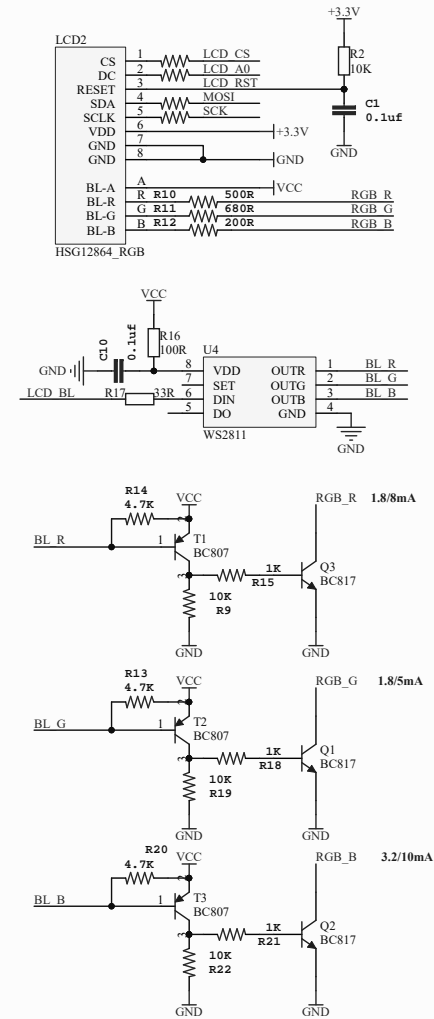 +3.3V
LCD2
R2
10K
CS 1 LCD_CS
DC 2 LCD_A0
RESET 3 LCD_RST
SDA 4 MOSI
SCLK 5 SCK
VDD 6 +3.3V
GND 7
GND 8 GND
C1
0.1uf
GND
BL-A A VCC
BL-R R R10 500R RGB_R
BL-G G R11 680R RGB_G
BL-B B R12 200R RGB_B
HSG12864_RGB
VCC
C10
0.1uf
R16
100R
U4
GND
8 VDD OUTR 1 BL_R
7 SET OUTG 2 BL_G
LCD_BL R17 33R 6 DIN OUTB 3 BL_B
5 DO GND 4
WS2811
GND
R14
4.7K
VCC
RGB_R 1.8/8mA
2
BL_R 1
T1
BC807
3
1K
R15
Q3
BC817
10K
R9
GND
GND
R13
4.7K
VCC
RGB_G 1.8/5mA
2
BL_G 1
T2
BC807
3
1K
R18
Q1
BC817
10K
R19
GND
GND
R20
4.7K
VCC
RGB_B 3.2/10mA
2
BL_B 1
T3
BC807
3
1K
R21
Q2
BC817
10K
R22
GND
GND